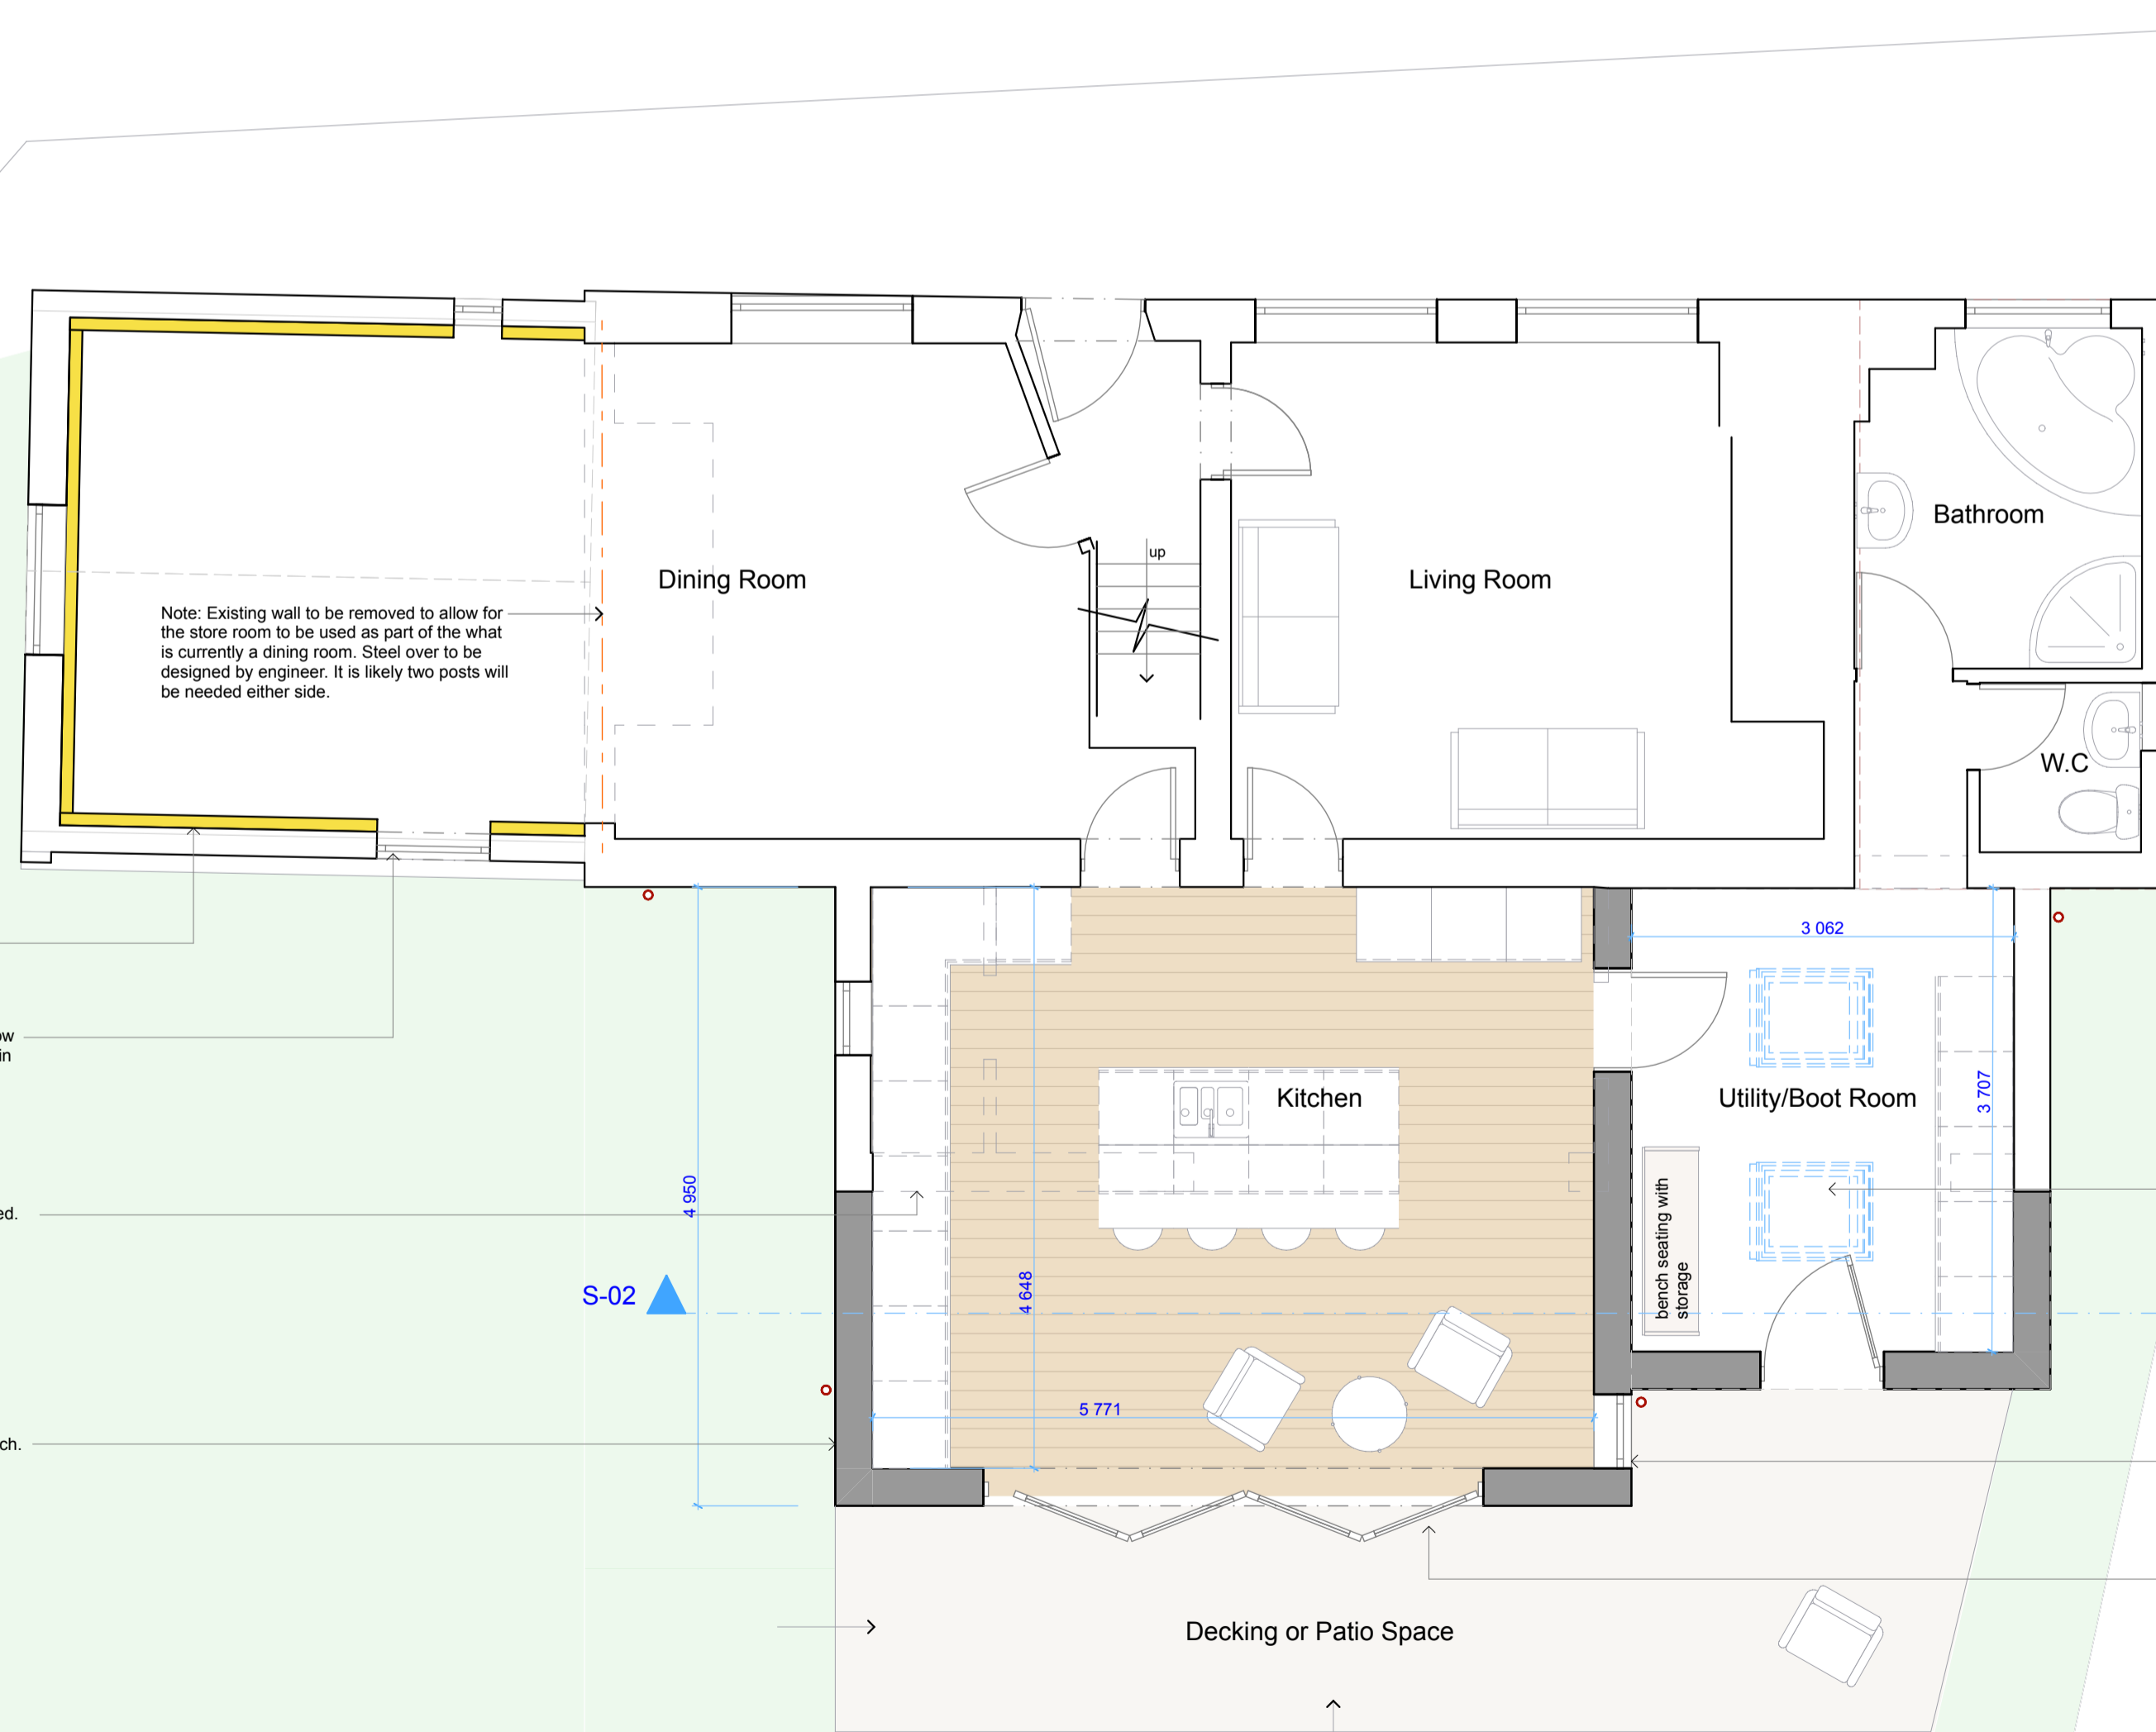 Dining Room
up
Living Room
Bathroom
Note: Existing wall to be removed to allow for
the store room to be used as part of the what
is currently a dining room. Steel over to be
designed by engineer. It is likely two posts will
be needed either side.
W.C
3 062
ow
in
Kitchen
Utility/Boot Room
3 707
4 950
ed.
bench seating with
storage
S-02
4 648
5 771
ch.
Decking or Patio Space